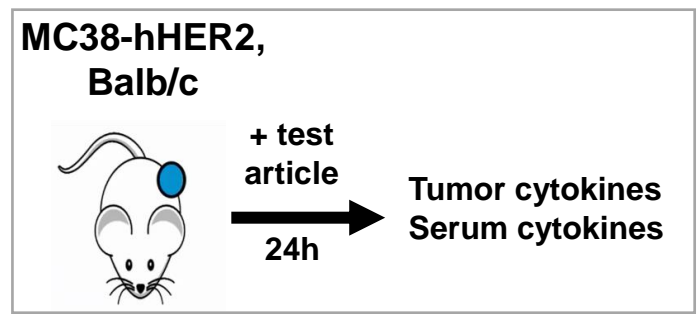 MC38-hHER2,
Balb/c
+ test
article
24h
Tumor cytokines
Serum cytokines